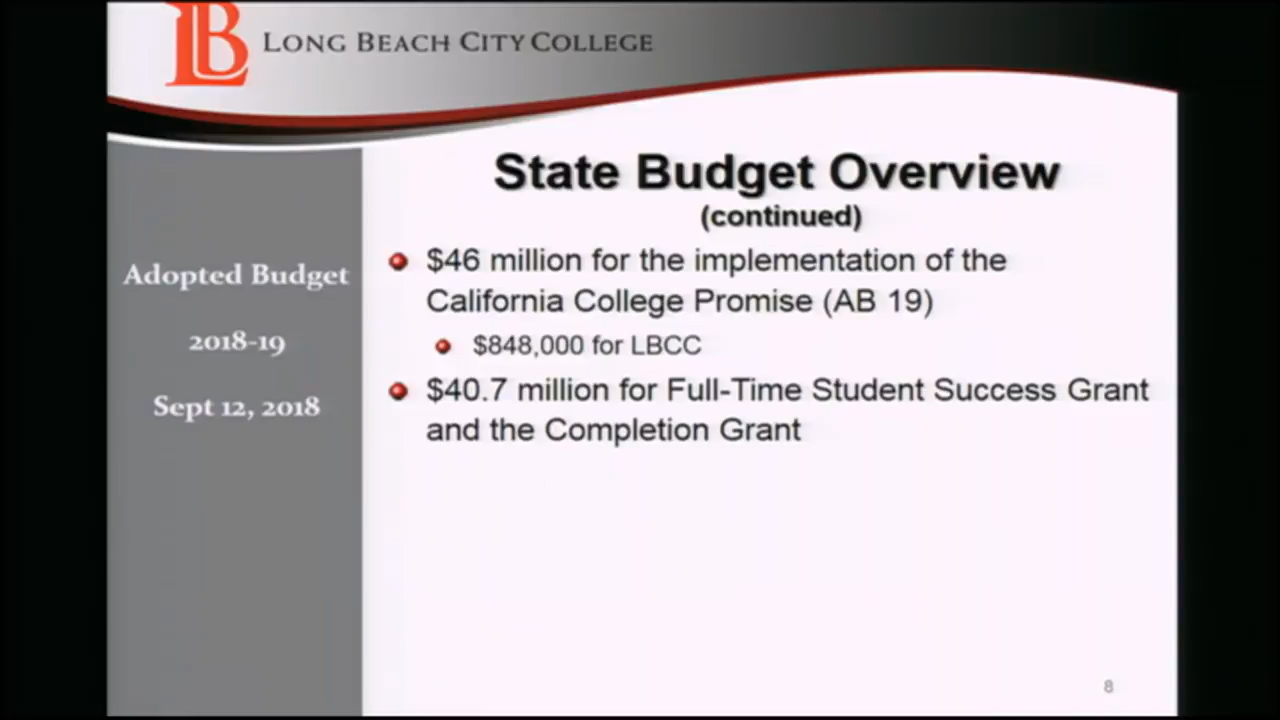 LB
LONG BEACH CITY COLLEGE
State Budget Overview
(continued)
Adopted Budget
2018-19
Sept 12, 2018
$46 million for the implementation of the
California College Promise (AB 19)
$848,000 for LBCC
$40.7 million for Full-Time Student Success Grant
and the Completion Grant
8